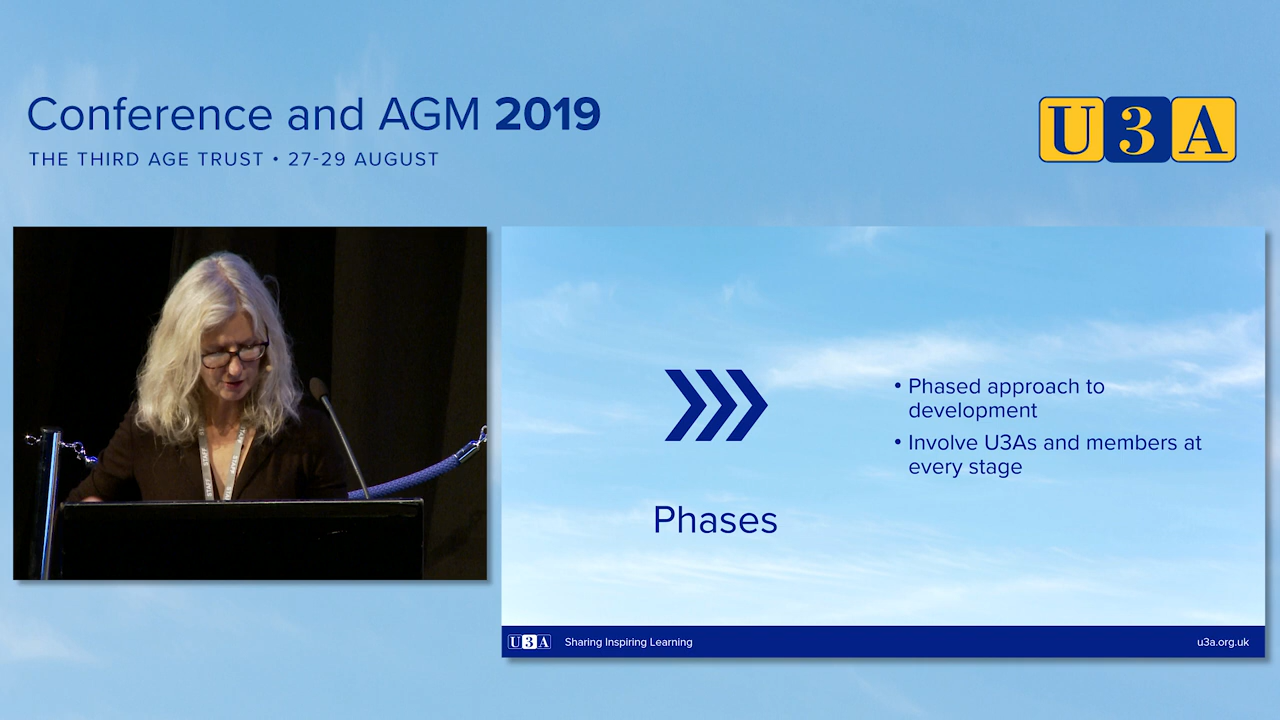 Conference and AGM 2019
THE THIRD AGE TRUST • 27-29 AUGUST
U3A
• Phased approach to
development
• Involve U3As and members at
every stage
Phases
STAFF
U3A
Sharing Inspiring Learning
u3a.org.uk